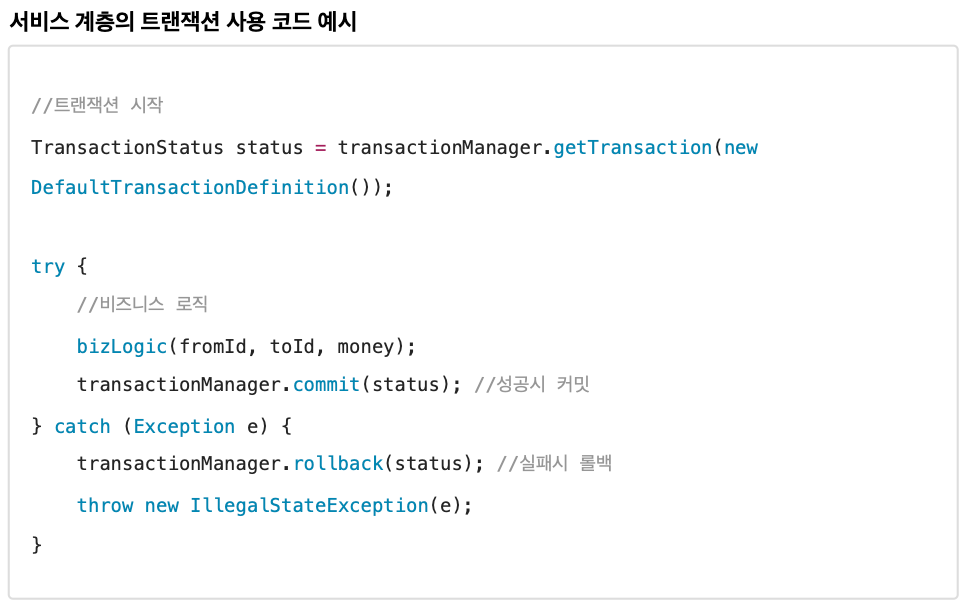 서비스 계층의 트랜잭션 사용 코드 예시
//트랜잭션 시작
TransactionStatus status = transactionManager.getTransaction(new
DefaultTransactionDefinition());
try {
//비즈니스 로직
bizLogic(fromId, toId, money);
transactionManager.commit(status); //성공시 커밋
} catch (Exception e) {
transactionManager.rollback(status); //실패시 롤백
throw new IllegalStateException(e);
}